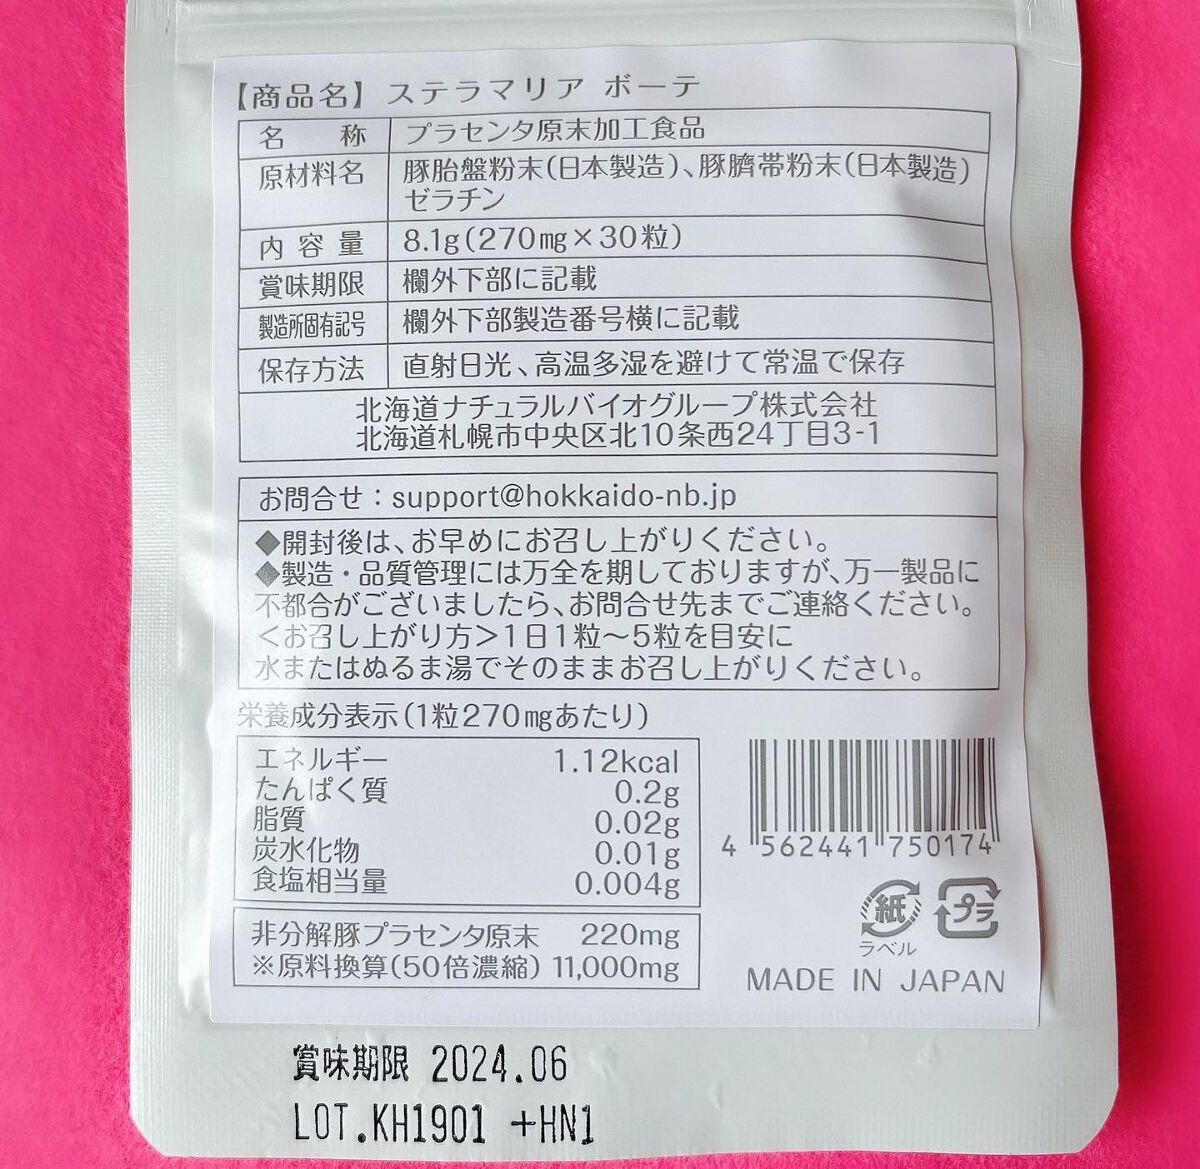 【商品名】 ステラマリア ボーテ
名称 プラセンタ原末加工食品
原材料名 豚胎盤粉末(日本製造)、豚臍帯粉末(日本製造)
ゼラチン
内容量 8.1g(270mg×30粒)
賞味期限 欄外下部に記載
製造所固有記号 欄外下部製造番号横に記載
保存方法 直射日光、高温多湿を避けて常温で保存
北海道ナチュラルバイオグループ株式会社
北海道札幌市中央区北10条西24丁目3-1
お問合せ：support@hokkaido-nb.jp
◆開封後は、お早めにお召し上がりください。
◆製造・品質管理には万全を期しておりますが、万一製品に
不都合がございましたら、お問合せ先までご連絡ください。
<お召し上がり方>1日1粒～5粒を目安に
水またはぬるま湯でそのままお召し上がりください。
栄養成分表示(1粒270mgあたり)
エネルギー 1.12kcal
たんぱく質 0.2g
脂質 0.02g
炭水化物 0.01g
食塩相当量 0.004g
非分解豚プラセンタ原末 220mg
※原料換算(50倍濃縮) 11,000mg
4 562441 750174
紙 プラ
ラベル
MADE IN JAPAN
賞味期限 2024.06
LOT.KH1901 +HN1